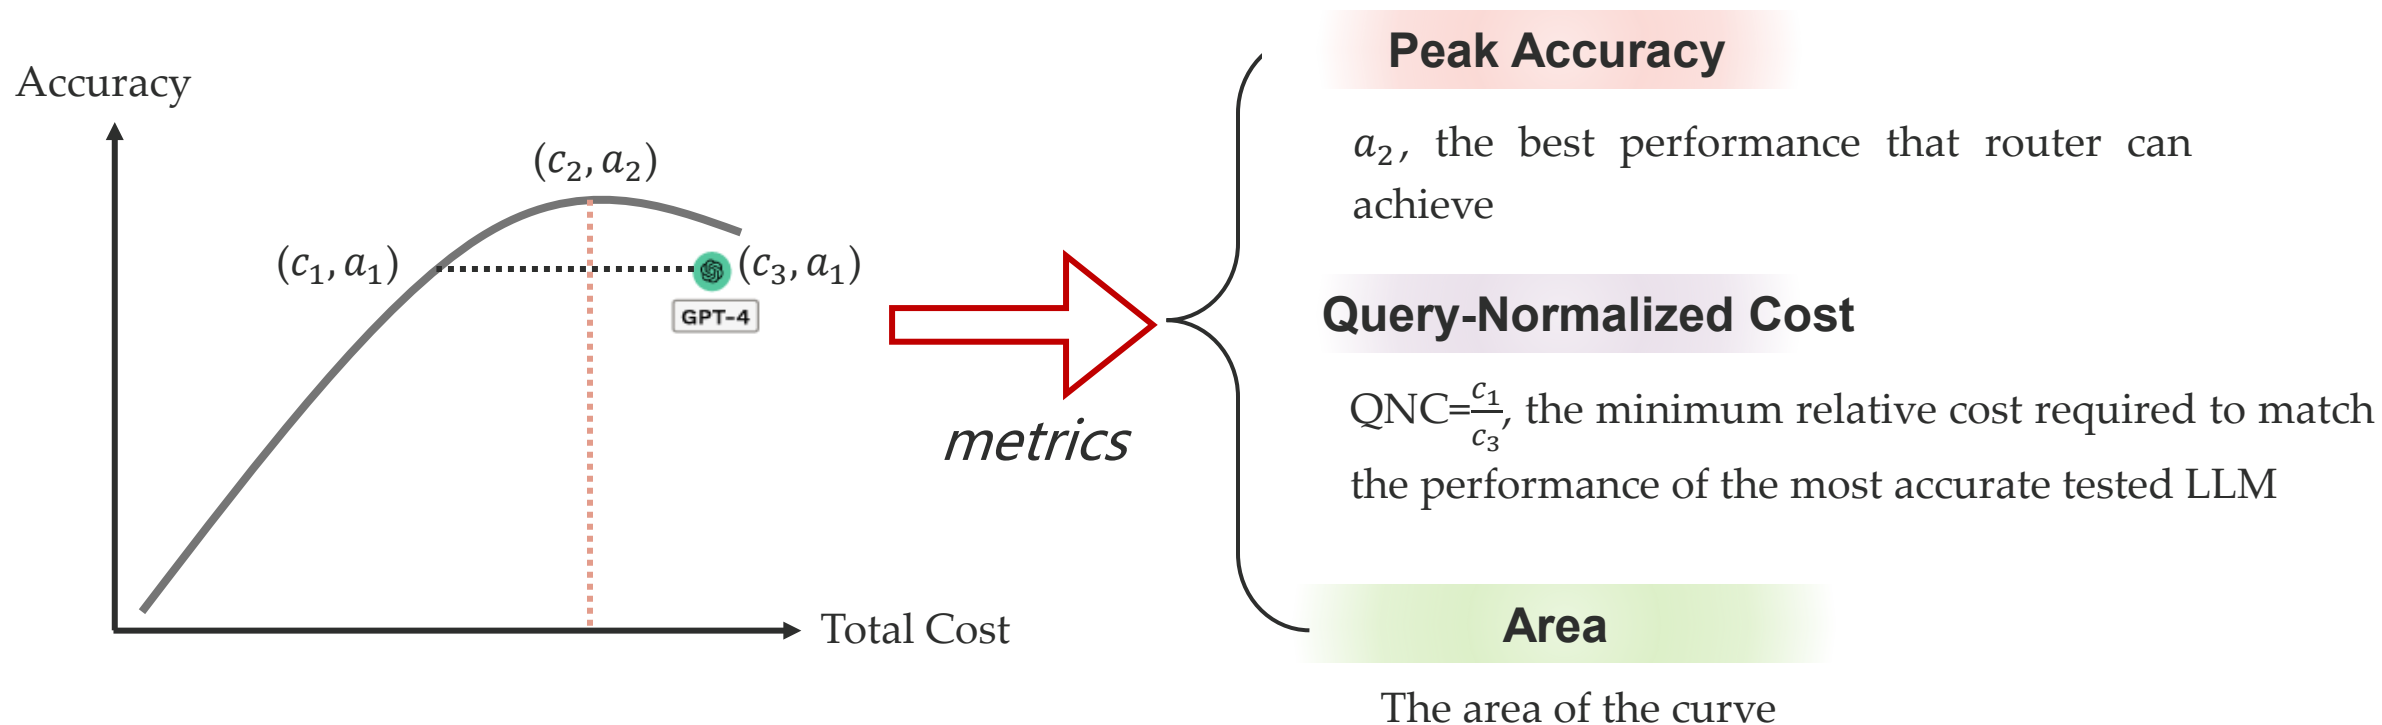 Accuracy
(c₂, a₂)
(c₁, a₁)
(c₃, a₁)
GPT-4
Total Cost
metrics
Peak Accuracy
a₂, the best performance that router can
achieve
Query-Normalized Cost
QNC=c₁/c₃, the minimum relative cost required to match
the performance of the most accurate tested LLM
Area
The area of the curve